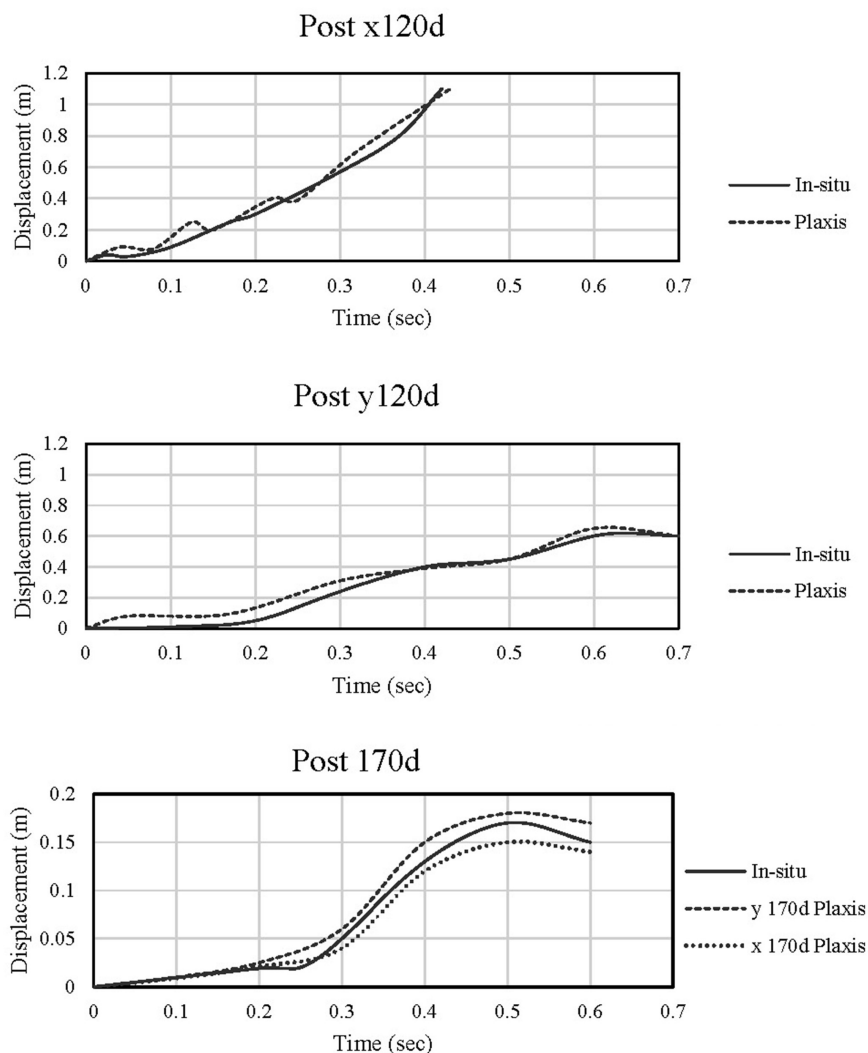 Post x120d
Displacement (m)
1.2
1
0.8
0.6
0.4
0.2
0
0 0.1 0.2 0.3 0.4 0.5 0.6 0.7
Time (sec)
In-situ
Plaxis
Post y120d
Displacement (m)
1.2
1
0.8
0.6
0.4
0.2
0
0 0.1 0.2 0.3 0.4 0.5 0.6 0.7
Time (sec)
In-situ
Plaxis
Post 170d
Displacement (m)
0.2
0.15
0.1
0.05
0
0 0.1 0.2 0.3 0.4 0.5 0.6 0.7
Time (sec)
In-situ
y 170d Plaxis
x 170d Plaxis